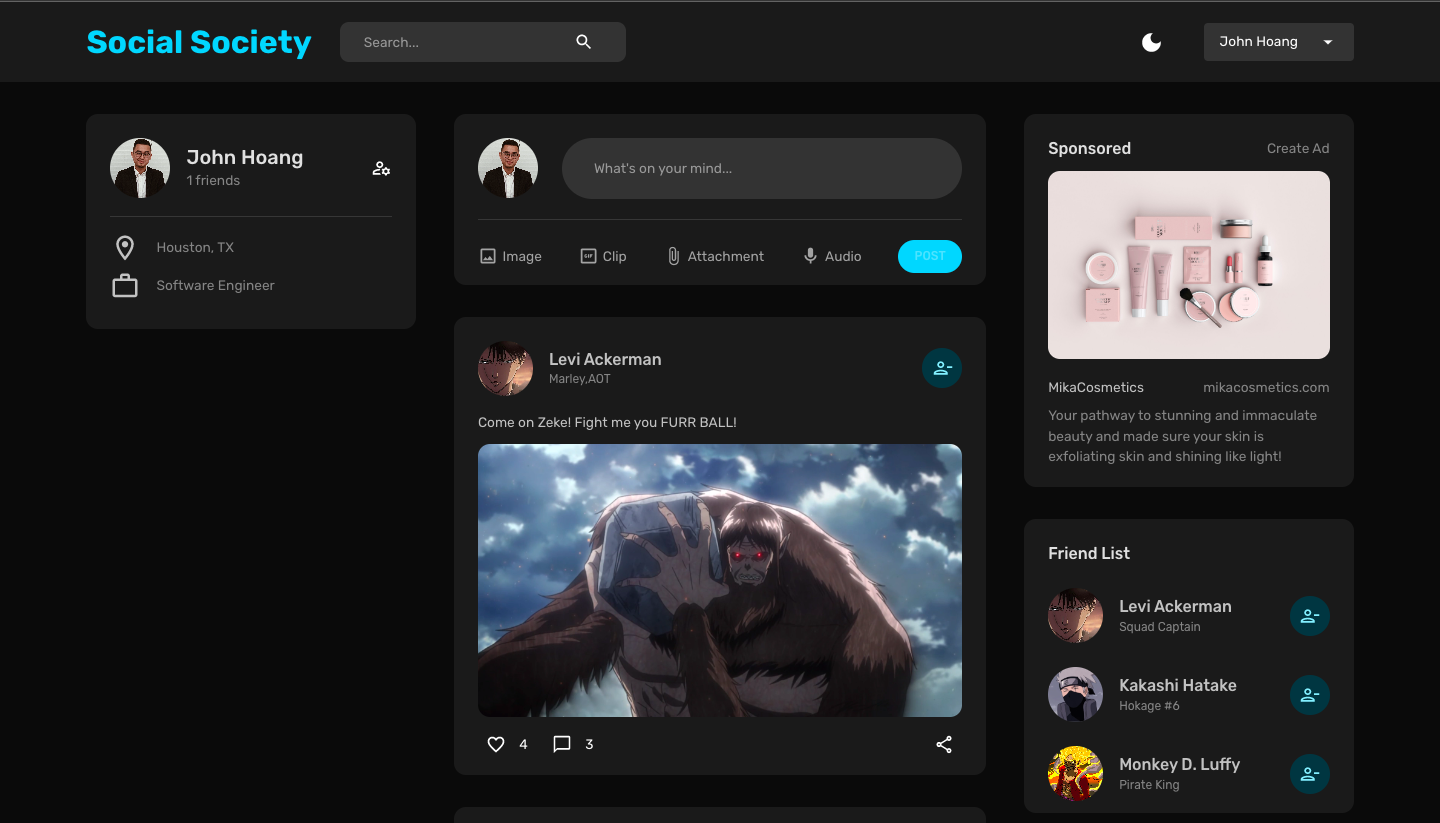 Social Society
Search...
John Hoang
John Hoang
1 friends
Houston, TX
Software Engineer
What's on your mind...
Image
GIF
Clip
Attachment
Audio
POST
Levi Ackerman
Marley,AOT
Come on Zeke! Fight me you FURR BALL!
4
3
Sponsored
Create Ad
MikaCosmetics
mikacosmetics.com
Your pathway to stunning and immaculate
beauty and made sure your skin is
exfoliating skin and shining like light!
Friend List
Levi Ackerman
Squad Captain
Kakashi Hatake
Hokage #6
Monkey D. Luffy
Pirate King